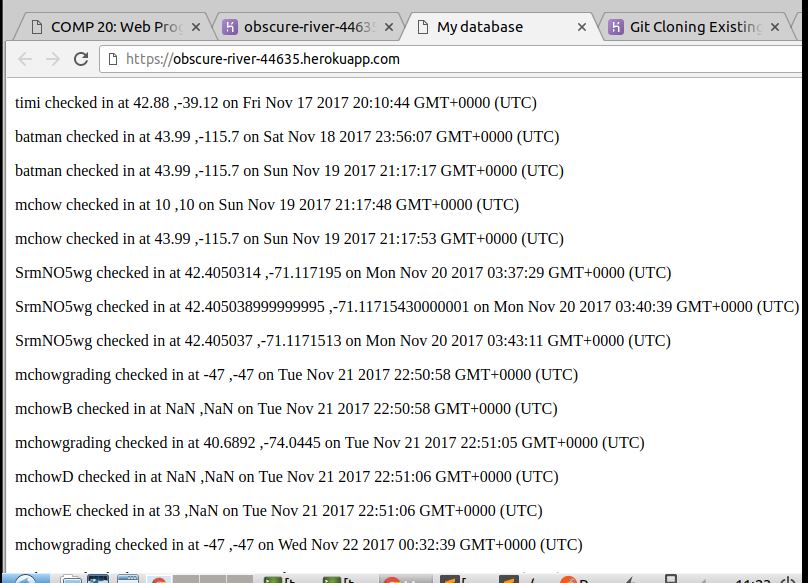 COMP 20: Web Prog
obscure-river-44635
My database
Git Cloning Existing
https://obscure-river-44635.herokuapp.com
timi checked in at 42.88 ,-39.12 on Fri Nov 17 2017 20:10:44 GMT+0000 (UTC)
batman checked in at 43.99 ,-115.7 on Sat Nov 18 2017 23:56:07 GMT+0000 (UTC)
batman checked in at 43.99 ,-115.7 on Sun Nov 19 2017 21:17:17 GMT+0000 (UTC)
mchow checked in at 10 ,10 on Sun Nov 19 2017 21:17:48 GMT+0000 (UTC)
mchow checked in at 43.99 ,-115.7 on Sun Nov 19 2017 21:17:53 GMT+0000 (UTC)
SrmNO5wg checked in at 42.4050314 ,-71.117195 on Mon Nov 20 2017 03:37:29 GMT+0000 (UTC)
SrmNO5wg checked in at 42.405038999999995 ,-71.11715430000001 on Mon Nov 20 2017 03:40:39 GMT+0000 (UTC)
SrmNO5wg checked in at 42.405037 ,-71.1171513 on Mon Nov 20 2017 03:43:11 GMT+0000 (UTC)
mchowgrading checked in at -47 ,-47 on Tue Nov 21 2017 22:50:58 GMT+0000 (UTC)
mchowB checked in at NaN ,NaN on Tue Nov 21 2017 22:50:58 GMT+0000 (UTC)
mchowgrading checked in at 40.6892 ,-74.0445 on Tue Nov 21 2017 22:51:05 GMT+0000 (UTC)
mchowD checked in at NaN ,NaN on Tue Nov 21 2017 22:51:06 GMT+0000 (UTC)
mchowE checked in at 33 ,NaN on Tue Nov 21 2017 22:51:06 GMT+0000 (UTC)
mchowgrading checked in at -47 ,-47 on Wed Nov 22 2017 00:32:39 GMT+0000 (UTC)